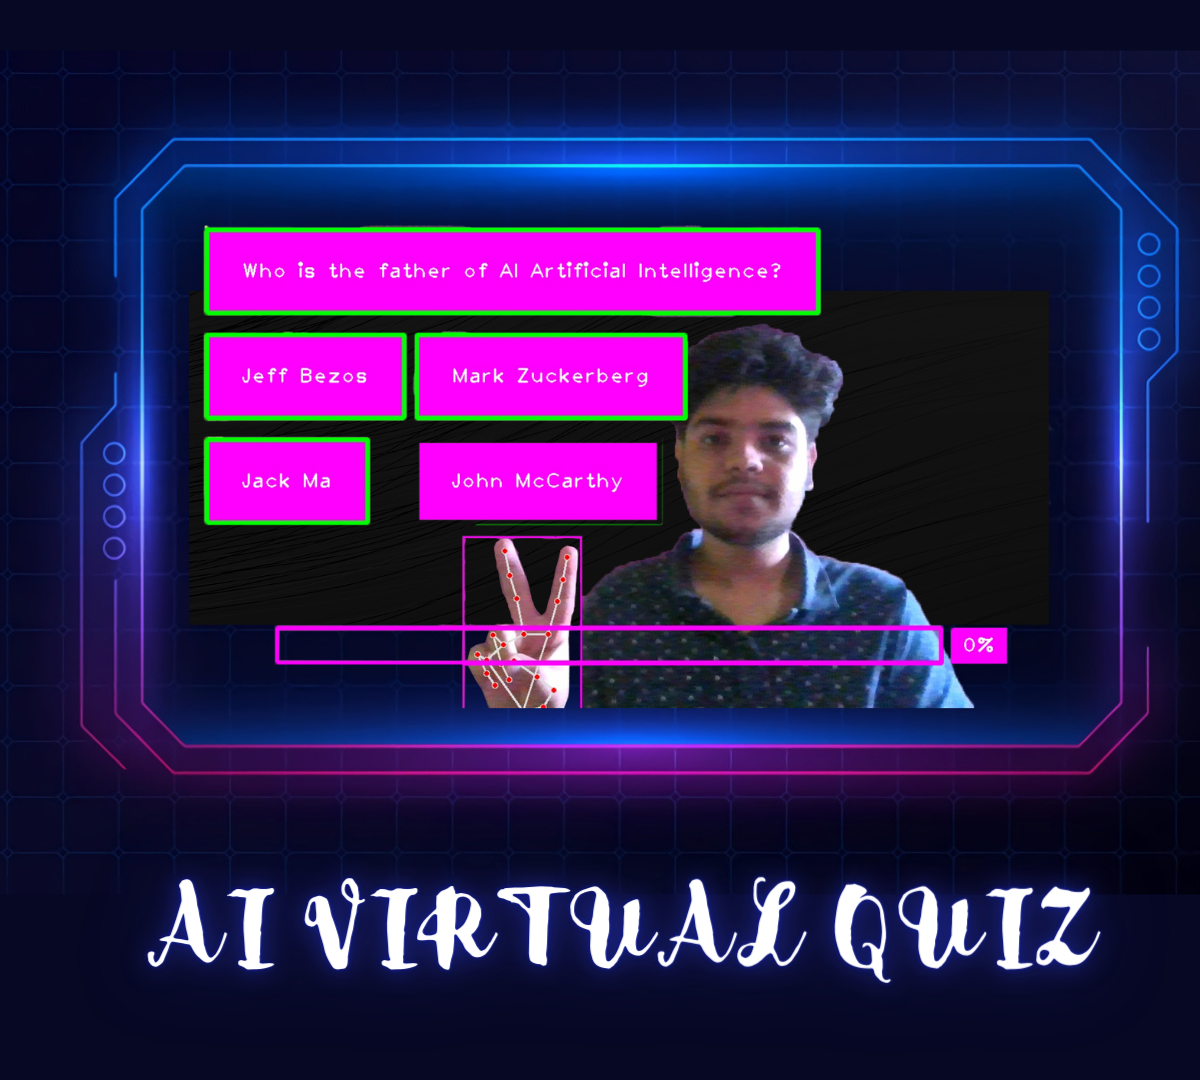 Who is the father of AI Artificial Intelligence?
Jeff Bezos
Mark Zuckerberg
Jack Ma
John McCarthy
0%
AI VIRTUAL QUIZ